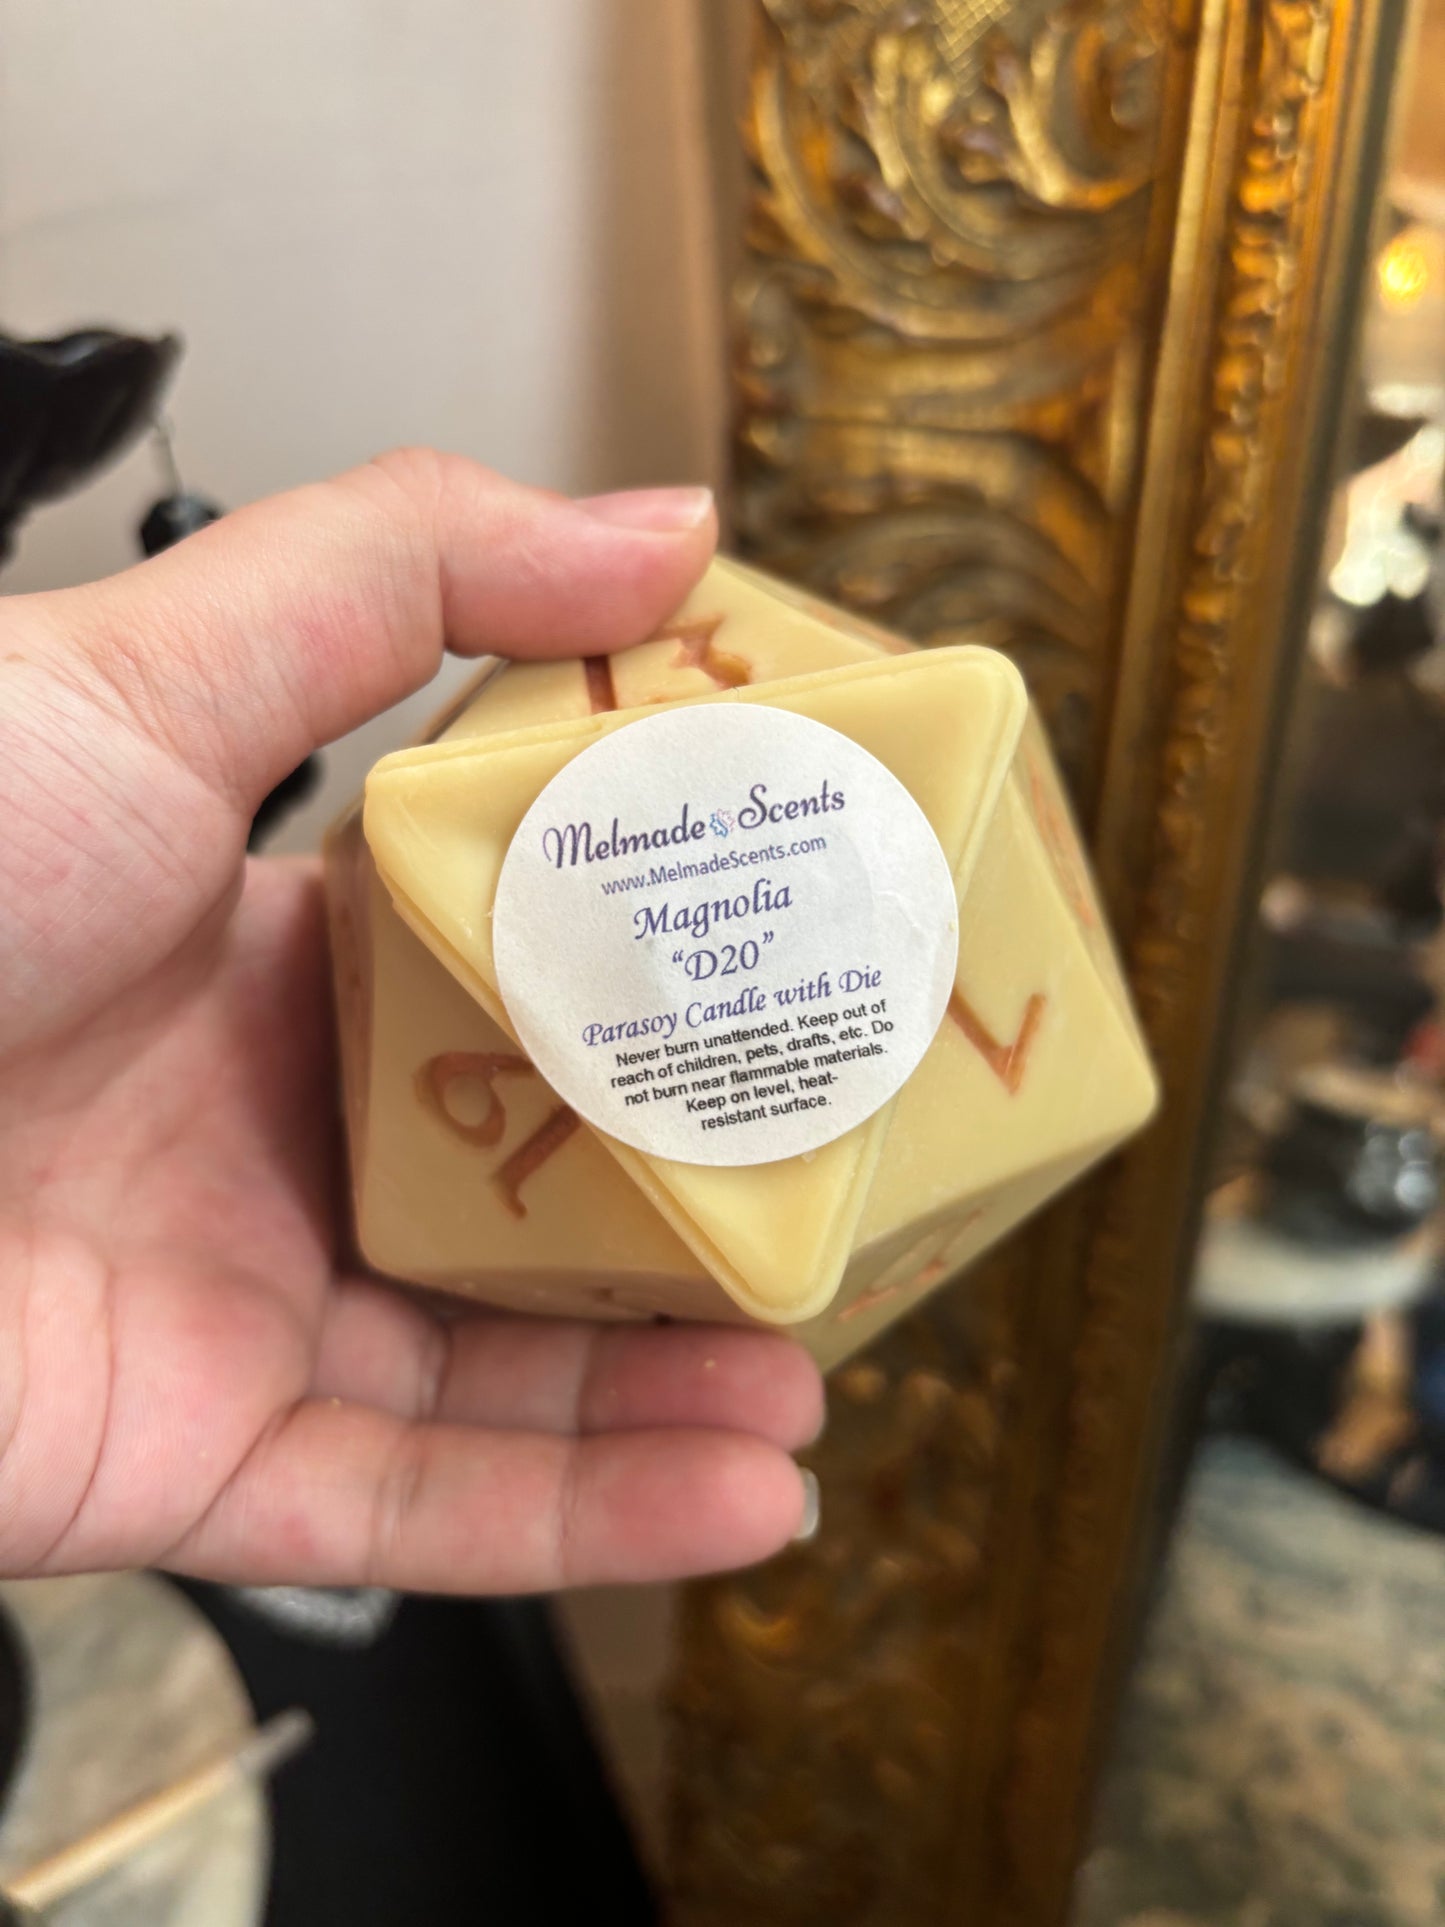 Melmade Scents
www.MelmadeScents.com
Magnolia
“D20”
Parasoy Candle with Die
Never burn unattended. Keep out of
reach of children, pets, drafts, etc. Do
not burn near flammable materials.
Keep on level, heat-
resistant surface.